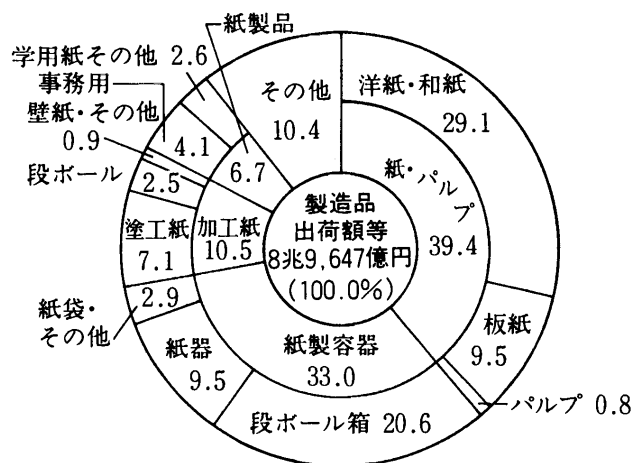 紙製品
学用紙その他 2.6
事務用
4.1
壁紙・その他
0.9
段ボール
2.5
塗工紙
7.1
紙袋・
その他
2.9
紙器
9.5
段ボール箱 20.6
パルプ 0.8
板紙
9.5
洋紙・和紙
29.1
その他
10.4
6.7
加工紙
10.5
紙製容器
33.0
紙・パルプ
39.4
製造品
出荷額等
8兆9,647億円
(100.0%)